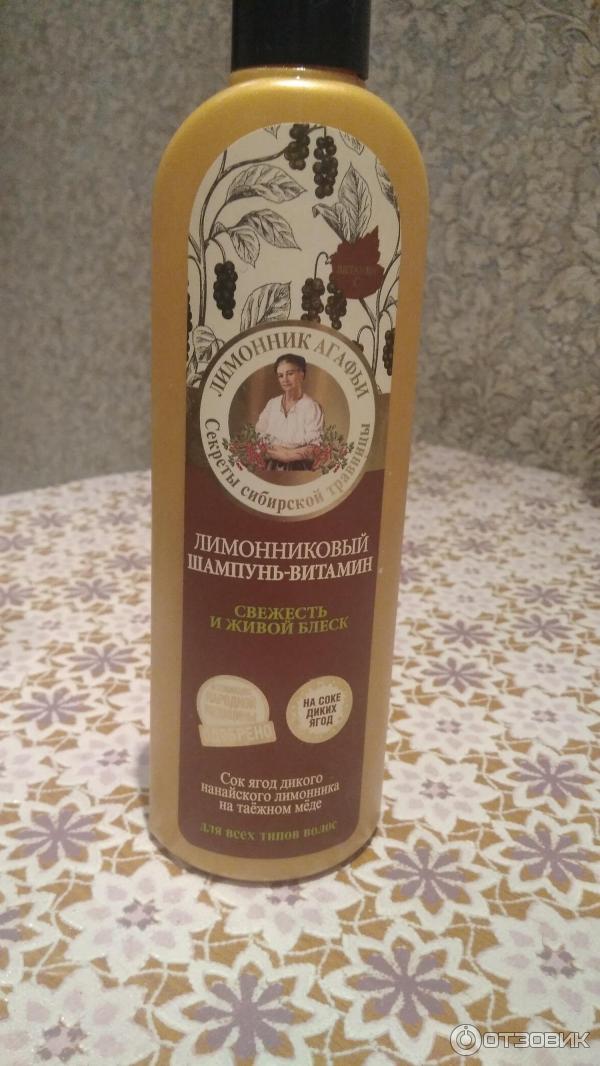 ВИТАМИН
С
ЛИМОННИК АГАФЬИ
Секреты сибирской травницы
ЛИМОННИКОВЫЙ
ШАМПУНЬ-ВИТАМИН
СВЕЖЕСТЬ
И ЖИВОЙ БЛЕСК
НА СОКЕ
ДИКИХ
ЯГОД
Сок ягод дикого
нанайского лимонника
на таёжном мёде
для всех типов волос
ОТЗОВИК